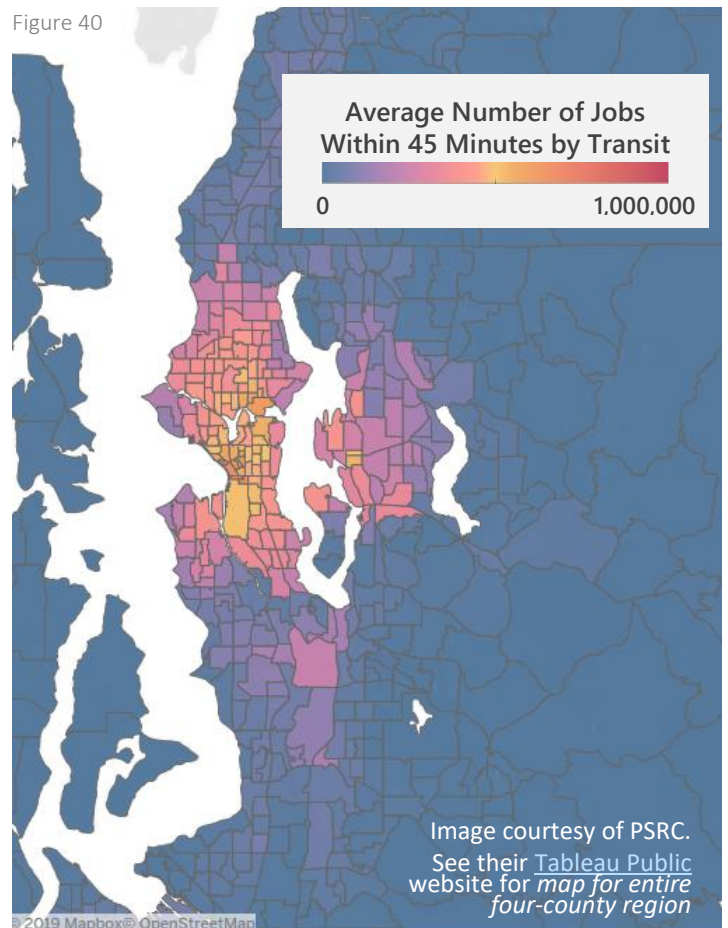 Figure 40
Average Number of Jobs
Within 45 Minutes by Transit
0 1,000,000
Image courtesy of PSRC.
See their Tableau Public
website for map for entire
four-county region
© 2019 Mapbox© OpenStreetMap